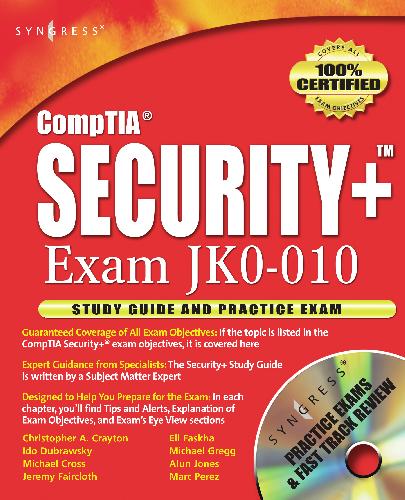 SYNGRESS®
COVERS ALL
100%
CERTIFIED
EXAM OBJECTIVES
CompTIA®
SECURITY+™
Exam JK0-010
STUDY GUIDE AND PRACTICE EXAM
Guaranteed Coverage of All Exam Objectives: If the topic is listed in the
CompTIA Security+® exam objectives, it is covered here
Expert Guidance from Specialists: The Security+ Study Guide
is written by a Subject Matter Expert
Designed to Help You Prepare for the Exam: In each
chapter, you'll find Tips and Alerts, Explanation of
Exam Objectives, and Exam's Eye View sections
Christopher A. Crayton
Ido Dubrawsky
Michael Cross
Jeremy Faircloth
Eli Faskha
Michael Gregg
Alun Jones
Marc Perez
SYNGRESS®
PRACTICE EXAMS
& FAST TRACK REVIEW